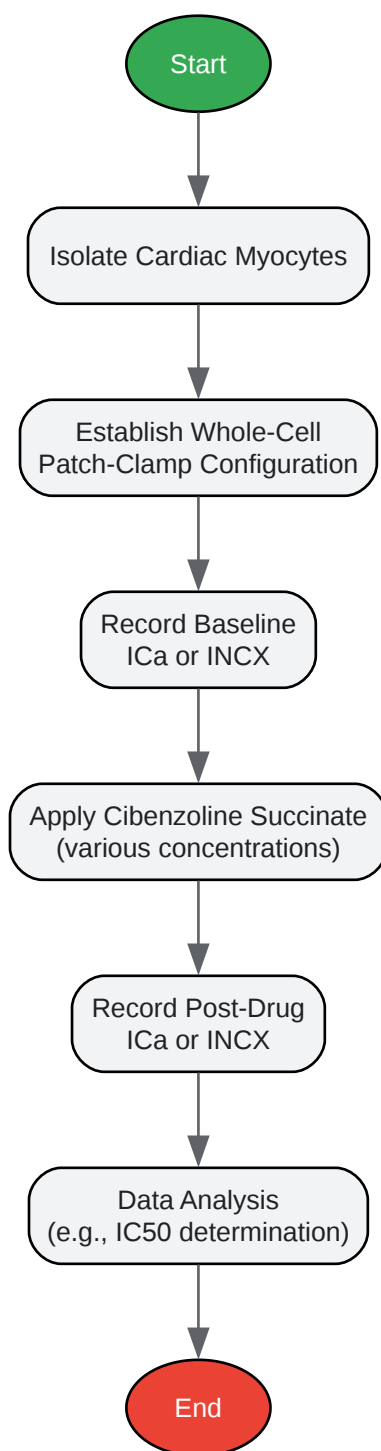 Start
Isolate Cardiac Myocytes
Establish Whole-Cell
Patch-Clamp Configuration
Record Baseline
ICa or INCX
Apply Cibenzoline Succinate
(various concentrations)
Record Post-Drug
ICa or INCX
Data Analysis
(e.g., IC50 determination)
End